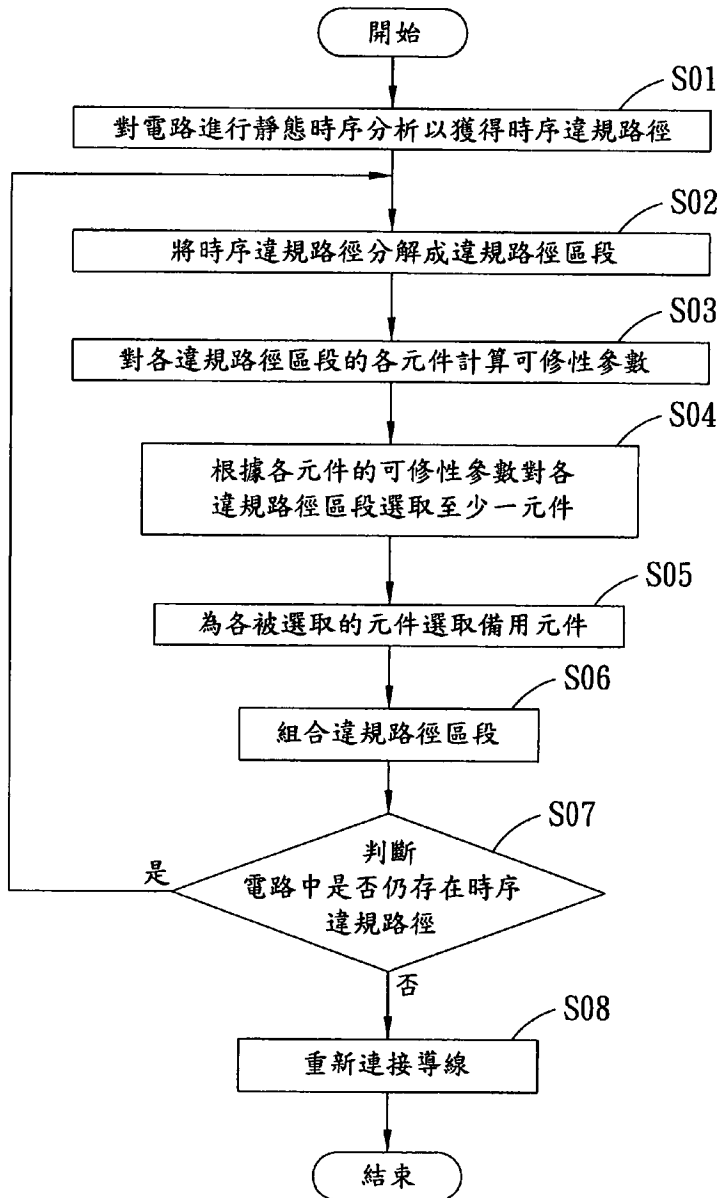 開始
S01
對電路進行靜態時序分析以獲得時序違規路徑
S02
將時序違規路徑分解成違規路徑區段
S03
對各違規路徑區段的各元件計算可修性參數
S04
根據各元件的可修性參數對各
違規路徑區段選取至少一元件
S05
為各被選取的元件選取備用元件
S06
組合違規路徑區段
S07
判斷
電路中是否仍存在時序
違規路徑
是
否
S08
重新連接導線
結束